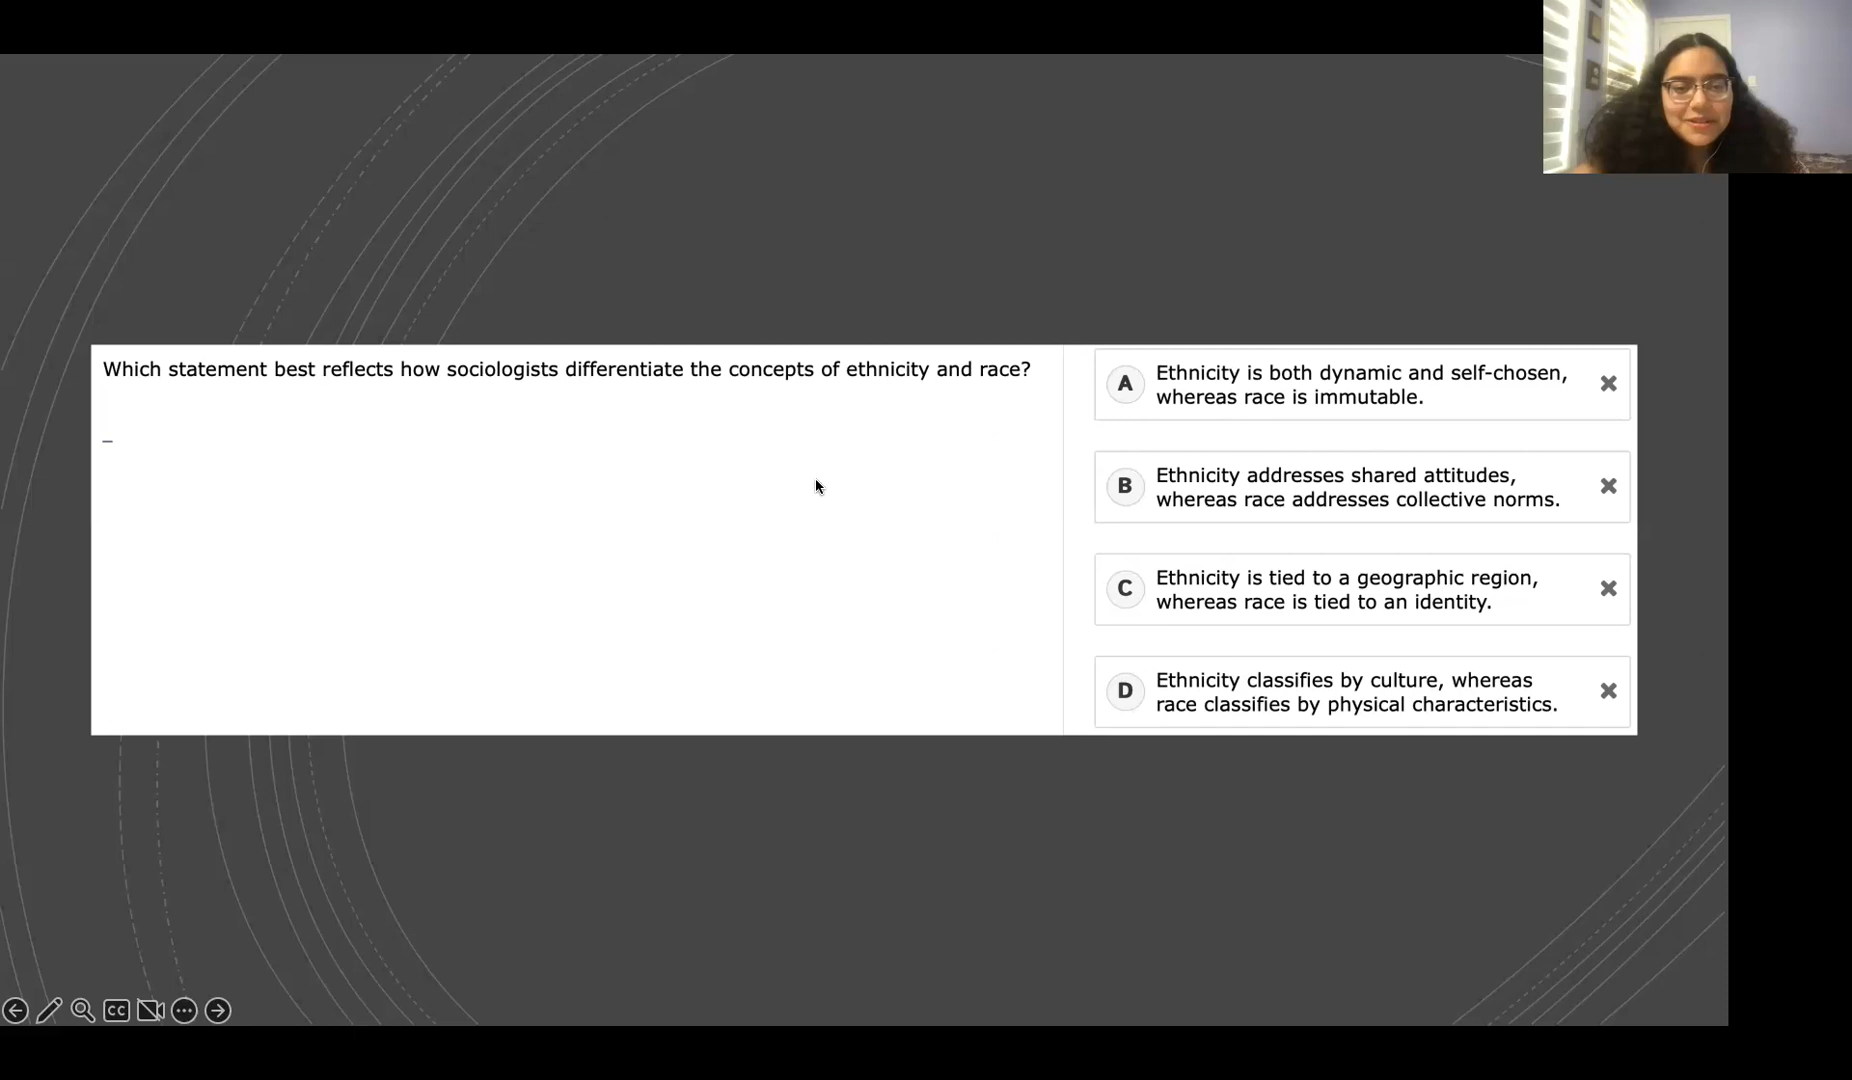 Which statement best reflects how sociologists differentiate the concepts of ethnicity and race?
A
Ethnicity is both dynamic and self-chosen,
whereas race is immutable.
B
Ethnicity addresses shared attitudes,
whereas race addresses collective norms.
C
Ethnicity is tied to a geographic region,
whereas race is tied to an identity.
D
Ethnicity classifies by culture, whereas
race classifies by physical characteristics.
CC